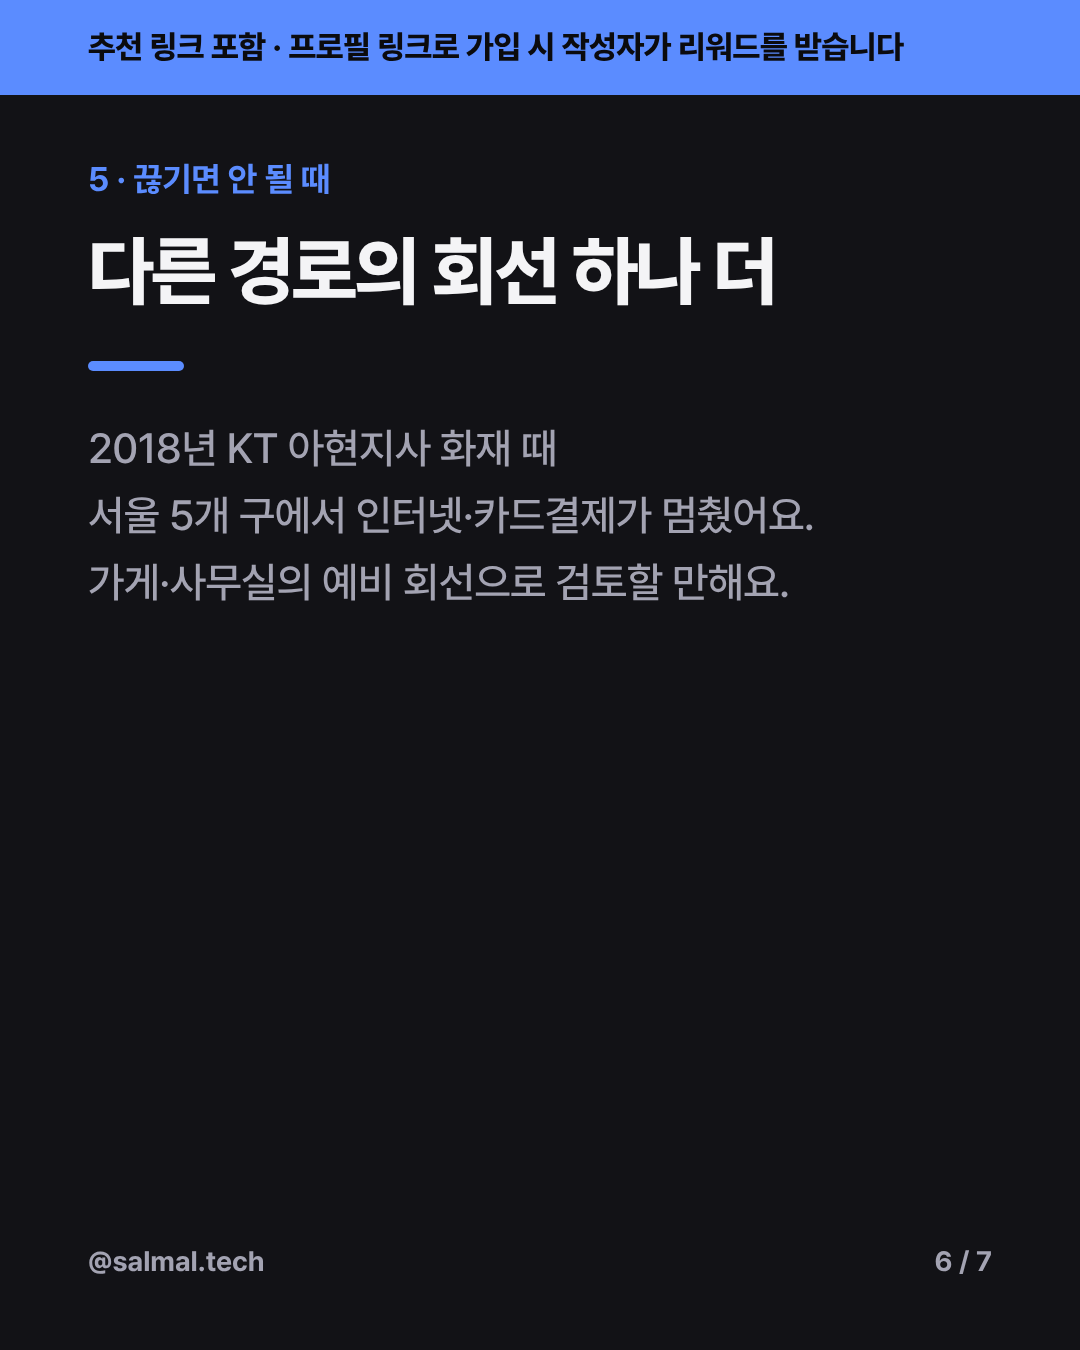 추천 링크 포함 · 프로필 링크로 가입 시 작성자가 리워드를 받습니다
5 · 끊기면 안 될 때
다른 경로의 회선 하나 더
2018년 KT 아현지사 화재 때
서울 5개 구에서 인터넷·카드결제가 멈췄어요.
가게·사무실의 예비 회선으로 검토할 만해요.
@salmal.tech
6 / 7